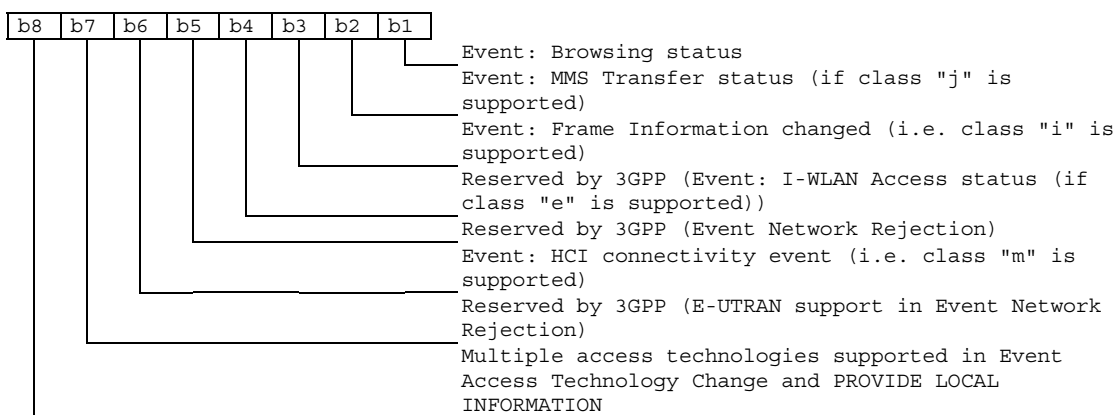 b8 b7 b6 b5 b4 b3 b2 b1
Event: Browsing status
Event: MMS Transfer status (if class "j" is
supported)
Event: Frame Information changed (i.e. class "i" is
supported)
Reserved by 3GPP (Event: I-WLAN Access status (if
class "e" is supported))
Reserved by 3GPP (Event Network Rejection)
Event: HCI connectivity event (i.e. class "m" is
supported)
Reserved by 3GPP (E-UTRAN support in Event Network
Rejection)
Multiple access technologies supported in Event
Access Technology Change and PROVIDE LOCAL
INFORMATION